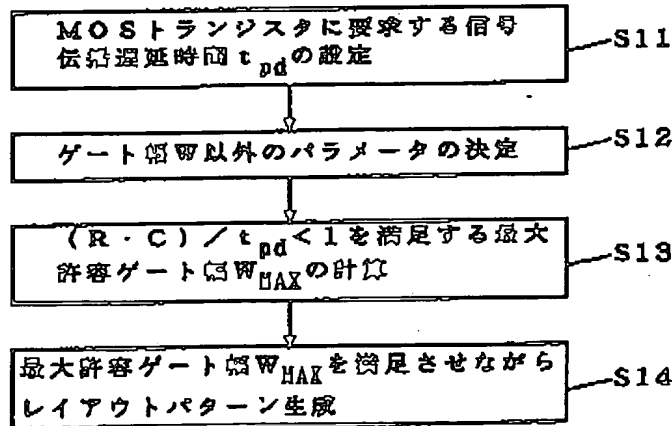 MOSトランジスタに要求する信号
伝搬遅延時間 tpdの設定
S11
ゲート幅W以外のパラメータの決定
S12
(R・C)/tpd<1を満足する最大
許容ゲート幅WMAXの計算
S13
最大許容ゲート幅WMAXを満足させながら
レイアウトパターン生成
S14